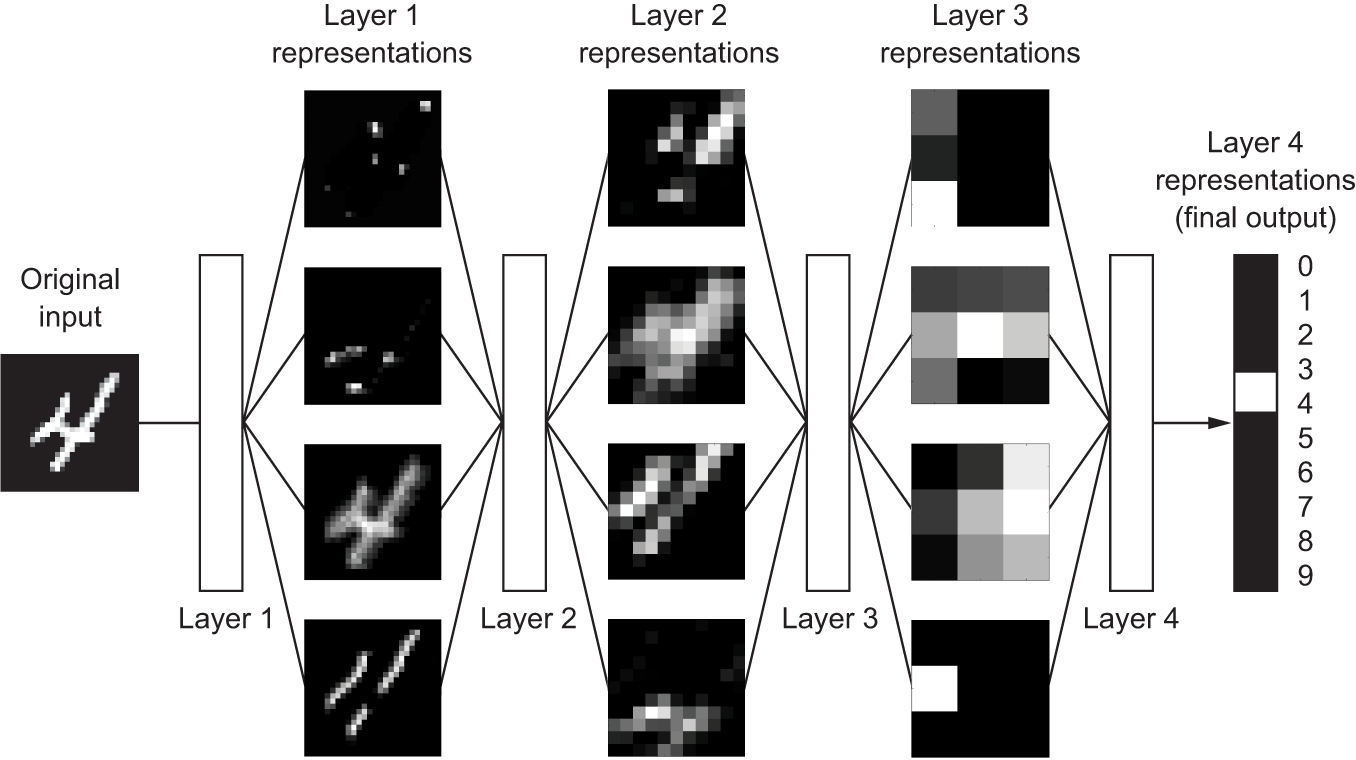 Layer 1
representations
Layer 2
representations
Layer 3
representations
Layer 4
representations
(final output)
Original
input
0
1
2
3
4
5
6
7
8
9
Layer 1
Layer 2
Layer 3
Layer 4